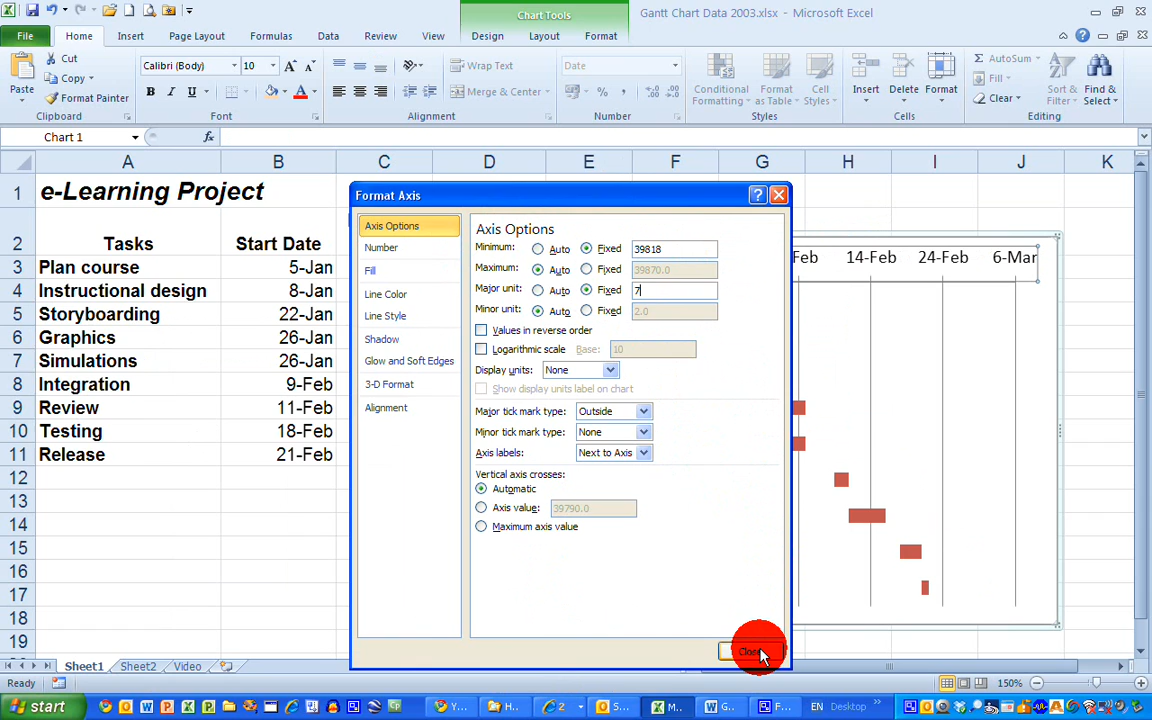 Chart Tools
Gantt Chart Data 2003.xlsx - Microsoft Excel
File Home Insert Page Layout Formulas Data Review View Design Layout Format
Paste
Cut
Copy
Format Painter
Clipboard
Calibri (Body) 10
B I U
Font
Wrap Text
Merge & Center
Alignment
Date
Number
Conditional Formatting
Format as Table
Cell Styles
Styles
Insert Delete Format
Cells
AutoSum
Fill
Clear
Sort & Filter
Find & Select
Editing
Chart 1
fx
A B C D E F G H I J K
1 e-Learning Project
2 Tasks Start Date
3 Plan course 5-Jan
4 Instructional design 8-Jan
5 Storyboarding 22-Jan
6 Graphics 26-Jan
7 Simulations 26-Jan
8 Integration 9-Feb
9 Review 11-Feb
10 Testing 18-Feb
11 Release 21-Feb
12
13
14
15
16
17
18
19
Feb 14-Feb 24-Feb 6-Mar
Format Axis
Axis Options
Number
Fill
Line Color
Line Style
Shadow
Glow and Soft Edges
3-D Format
Alignment
Axis Options
Minimum: Auto Fixed 39818
Maximum: Auto Fixed 39870.0
Major unit: Auto Fixed 7
Minor unit: Auto Fixed 2.0
Values in reverse order
Logarithmic scale Base: 10
Display units: None
Show display units label on chart
Major tick mark type: Outside
Minor tick mark type: None
Axis labels: Next to Axis
Vertical axis crosses:
Automatic
Axis value: 39790.0
Maximum axis value
Close
Sheet1 Sheet2 Video
Ready
150%
start
Y... H... 2 S... M... G... F... EN Desktop